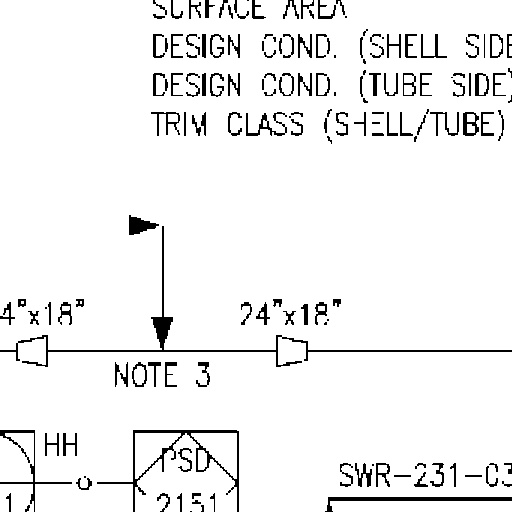 SURFACE AREA
DESIGN COND. (SHELL SIDE
DESIGN COND. (TUBE SIDE)
TRIM CLASS (SHELL/TUBE)
4"x18"
24"x18"
NOTE 3
HH
PSD
2151
1
SWR-231-03